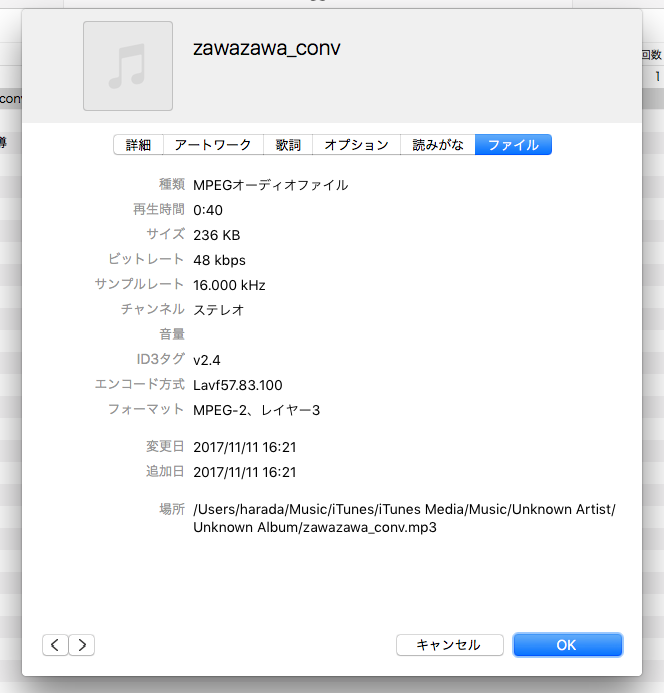 zawazawa_conv
回数
1
con
尊
詳細 アートワーク 歌詞 オプション 読みがな ファイル
種類 MPEGオーディオファイル
再生時間 0:40
サイズ 236 KB
ビットレート 48 kbps
サンプルレート 16.000 kHz
チャンネル ステレオ
音量
ID3タグ v2.4
エンコード方式 Lavf57.83.100
フォーマット MPEG-2、レイヤー3
変更日 2017/11/11 16:21
追加日 2017/11/11 16:21
場所 /Users/harada/Music/iTunes/iTunes Media/Music/Unknown Artist/
Unknown Album/zawazawa_conv.mp3
キャンセル OK